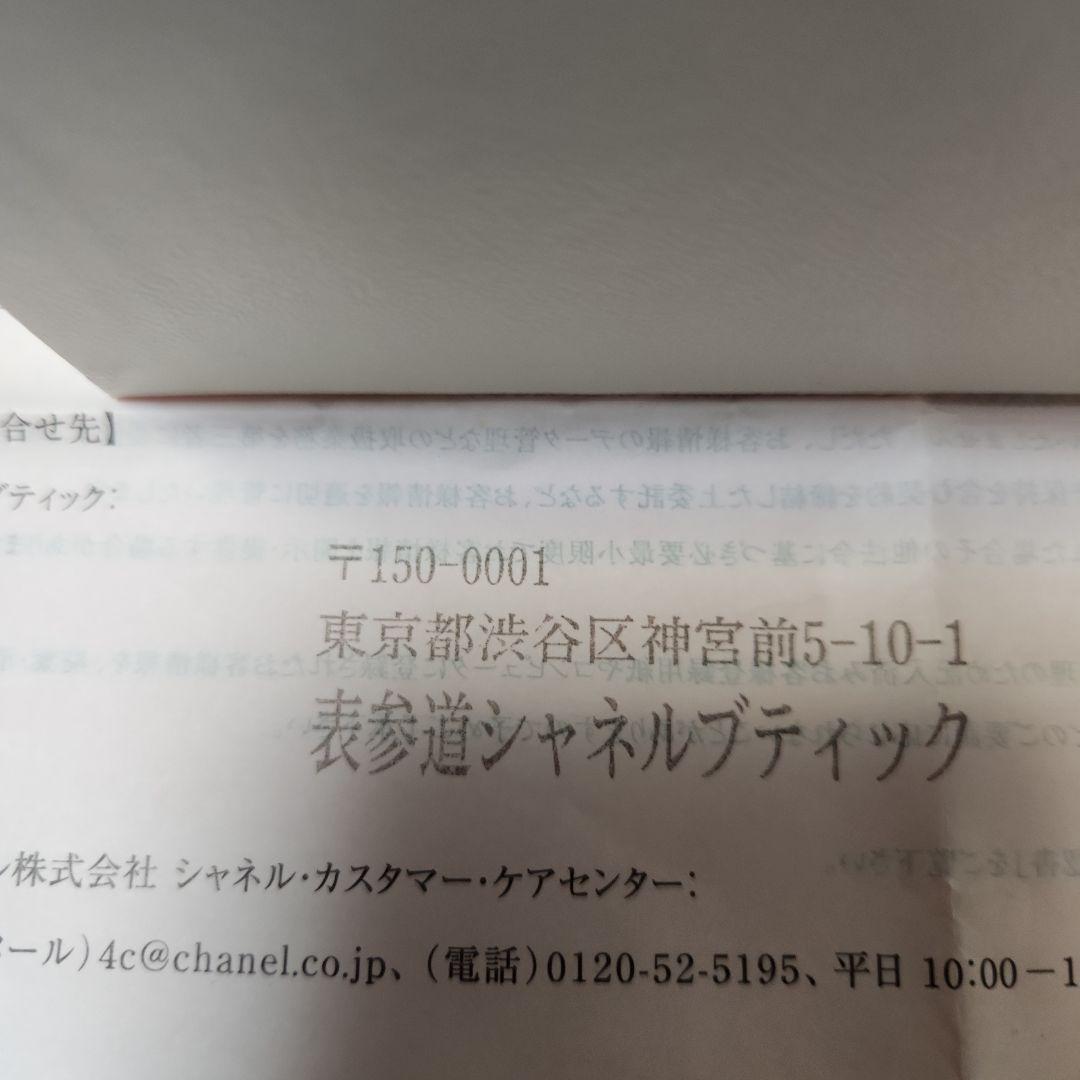 合せ先】
ブティック:
〒150-0001
東京都渋谷区神宮前5-10-1
表参道シャネルブティック
ン株式会社 シャネル・カスタマー・ケアセンター:
メール)4c@chanel.co.jp、(電話)0120-52-5195、平日 10:00－1